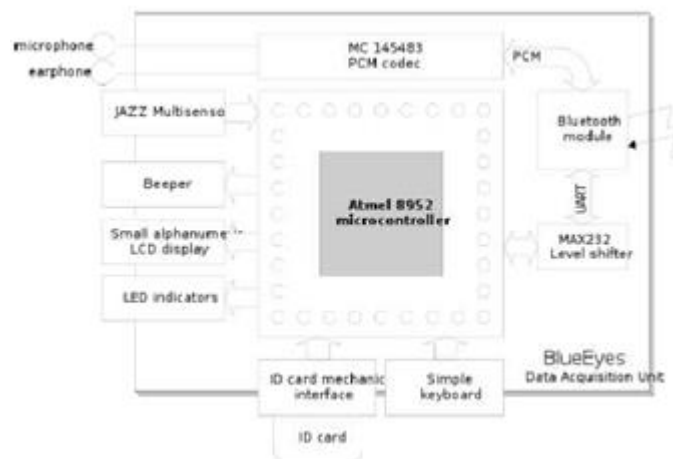 microphone
earphone
MC 145483
PCM codec
PCM
JAZZ Multisenso
Bluetooth
module
Beeper
Atmel 8952
microcontroller
UART
Small alphanumeric
LCD display
MAX232
Level shifter
LED indicators
BlueEyes
Data Acquisition Unit
ID card mechanic
interface
Simple
keyboard
ID card